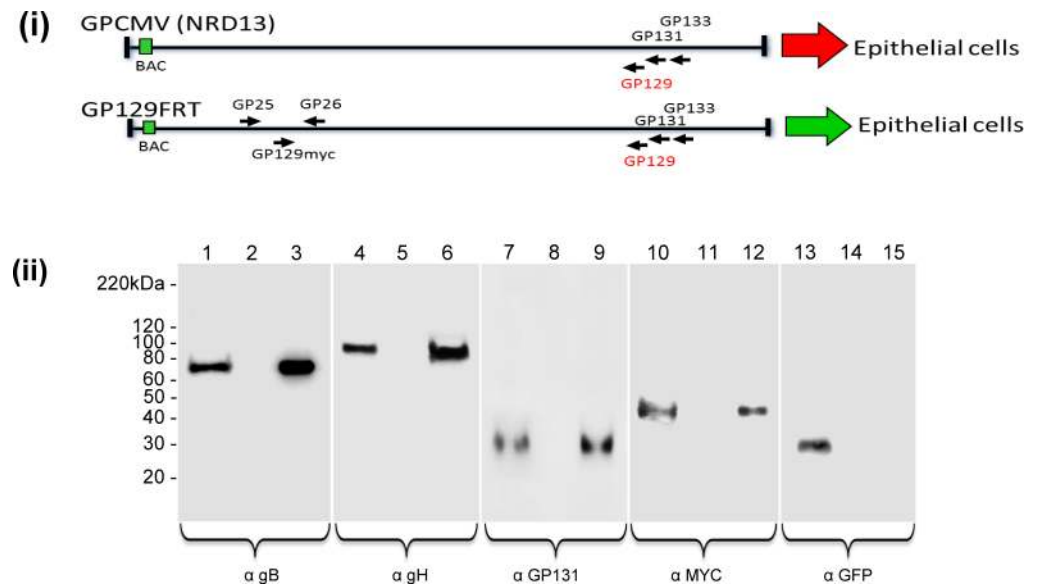 (i)
GPCMV (NRD13)
BAC
GP133
GP131
GP129
Epithelial cells
GP129FRT
BAC
GP25 GP26
GP129myc
GP133
GP131
GP129
Epithelial cells
(ii)
1 2 3 4 5 6 7 8 9 10 11 12 13 14 15
220kDa -
120 -
100 -
80 -
60 -
50 -
40 -
30 -
20 -
α gB α gH α GP131 α MYC α GFP